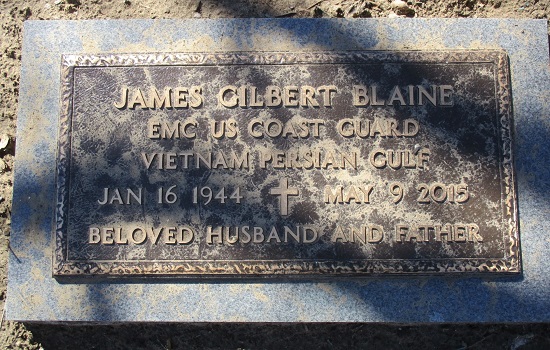 JAMES GILBERT BLAINE
EMC US COAST GUARD
VIETNAM PERSIAN GULF
JAN 16 1944 MAY 9 2015
BELOVED HUSBAND AND FATHER